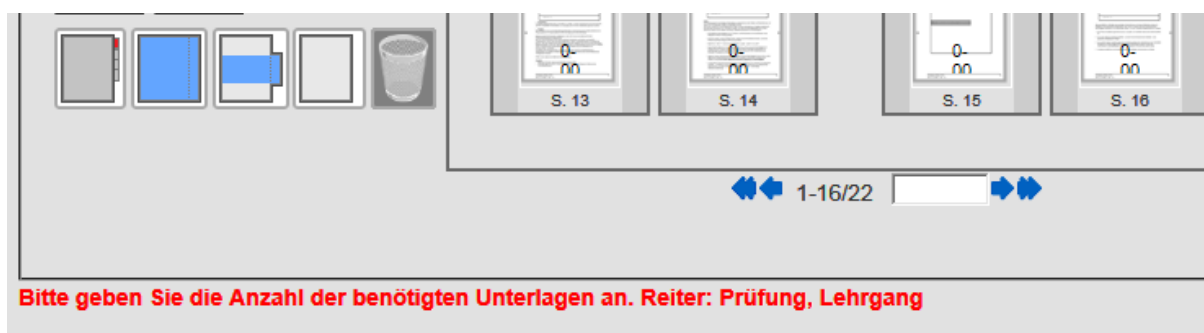 0-
00
0-
00
0-
00
0-
00
S. 13
S. 14
S. 15
S. 16
1-16/22
Bitte geben Sie die Anzahl der benötigten Unterlagen an. Reiter: Prüfung, Lehrgang